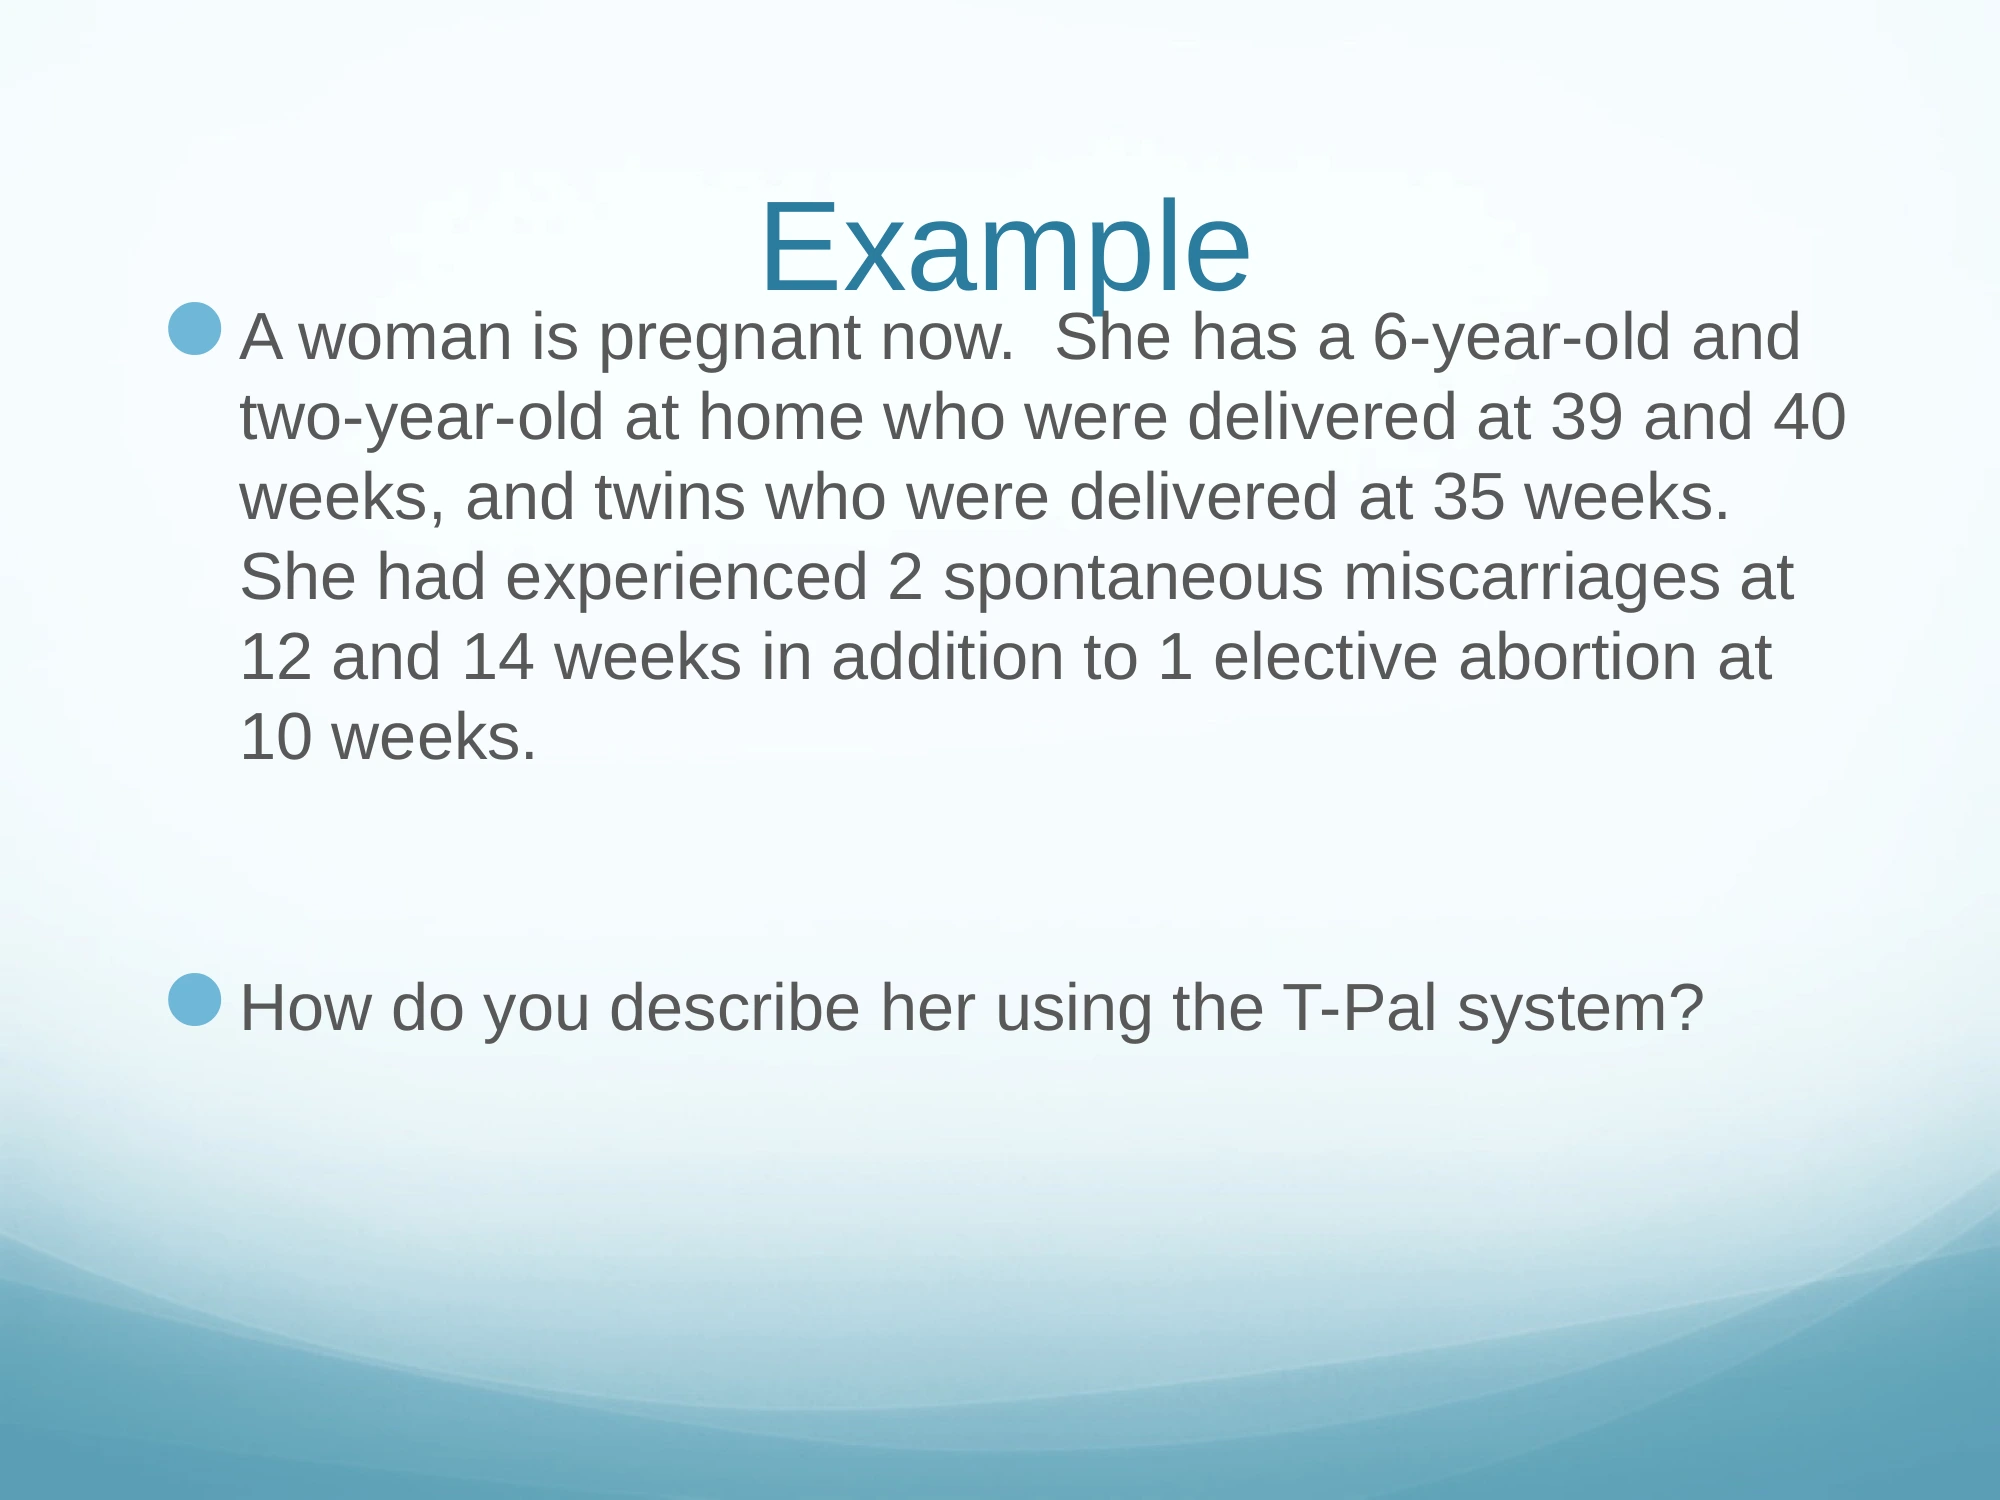 Example
A woman is pregnant now.  She has a 6-year-old and
two-year-old at home who were delivered at 39 and 40
weeks, and twins who were delivered at 35 weeks.
She had experienced 2 spontaneous miscarriages at
12 and 14 weeks in addition to 1 elective abortion at
10 weeks.
How do you describe her using the T-Pal system?